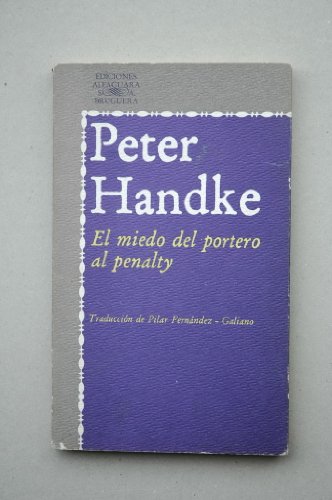 EDICIONES
ALFAGUARA
S.A.
BRUGUERA
Peter
Handke
El miedo del portero
al penalty
Traducción de Pilar Fernández - Galiano